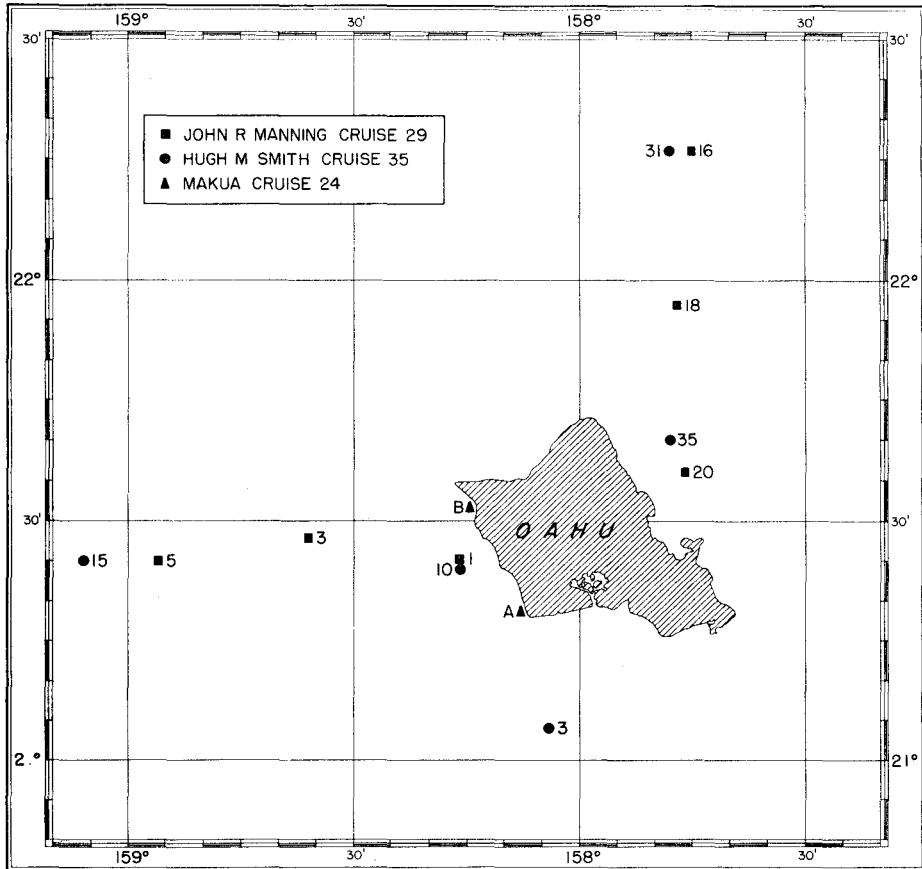 159° 30' 158° 30'
30' 30'
■ JOHN R MANNING CRUISE 29
● HUGH M SMITH CRUISE 35
▲ MAKUA CRUISE 24
31 16
22° 22°
18
35
20
B
30' OAHU 30'
3
15 5 1
10
A
3
2.° 21°
159° 30' 158° 30'